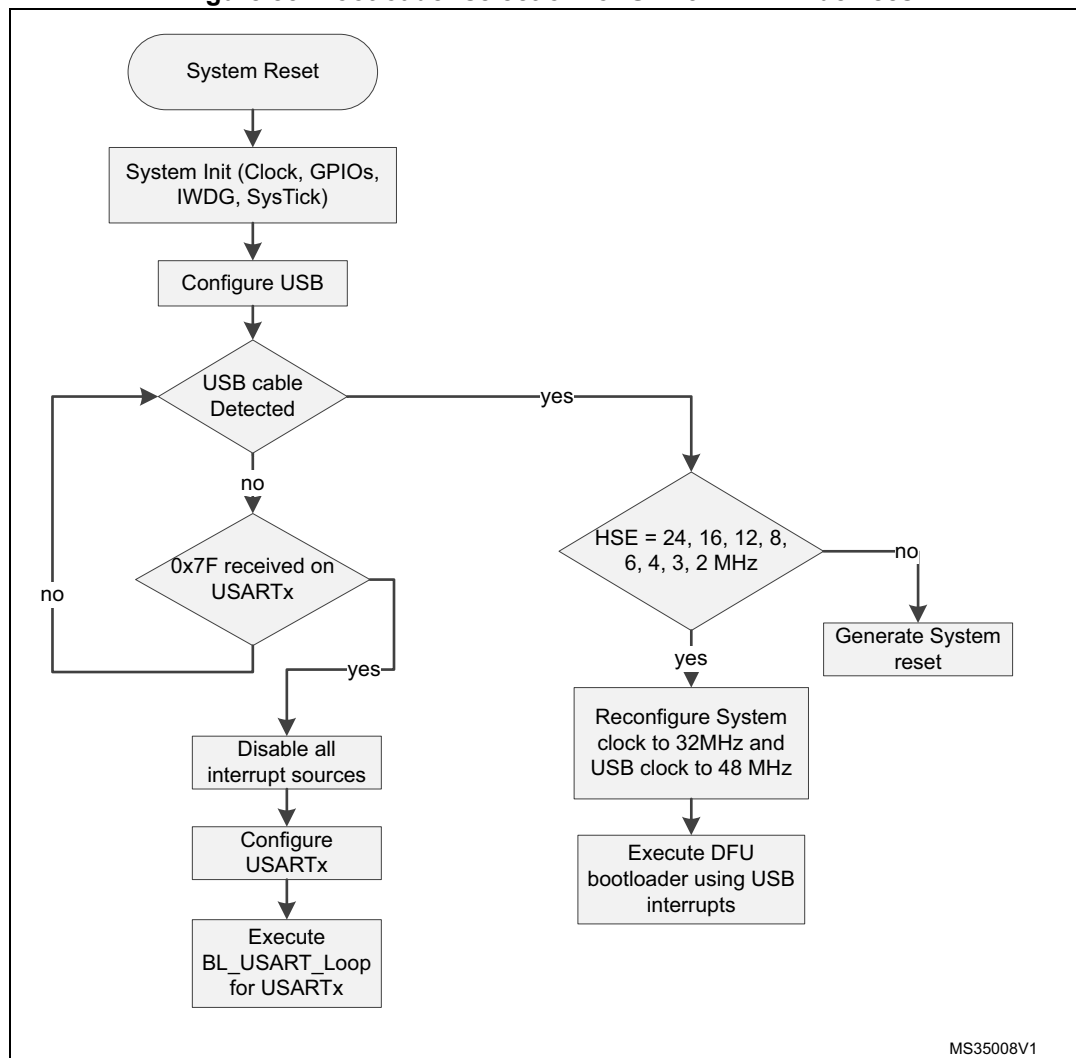 System Reset
System Init (Clock, GPIOs,
IWDG, SysTick)
Configure USB
USB cable
Detected
yes
no
HSE = 24, 16, 12, 8,
6, 4, 3, 2 MHz
no
0x7F received on
USARTx
no
yes
Generate System
reset
yes
Reconfigure System
clock to 32MHz and
USB clock to 48 MHz
Disable all
interrupt sources
Configure
USARTx
Execute DFU
bootloader using USB
interrupts
Execute
BL_USART_Loop
for USARTx
MS35008V1